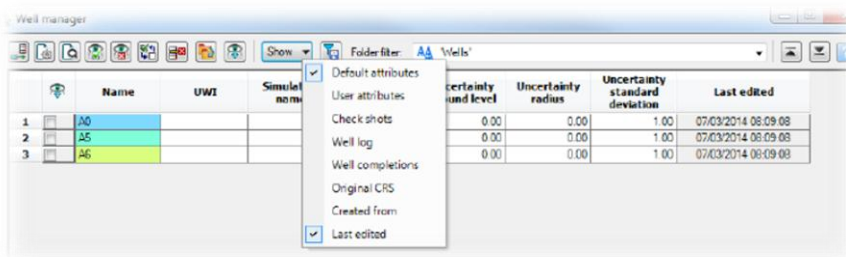 Well manager
Show Folder filter: AA 'Wells'
Name UWI Simulat nam certainty und level Uncertainty radius Uncertainty standard deviation Last edited
Default attributes
User attributes
Check shots
Well log
Well completions
Original CRS
Created from
Last edited
1 A0 0.00 0.00 1.00 07/03/2014 08:09:08
2 A5 0.00 0.00 1.00 07/03/2014 08:09:08
3 A6 0.00 0.00 1.00 07/03/2014 08:09:08